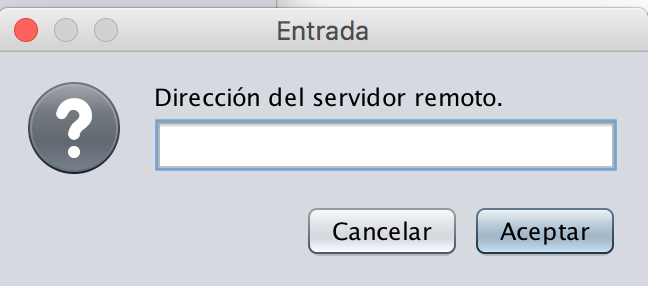 Entrada
Dirección del servidor remoto.
Cancelar
Aceptar